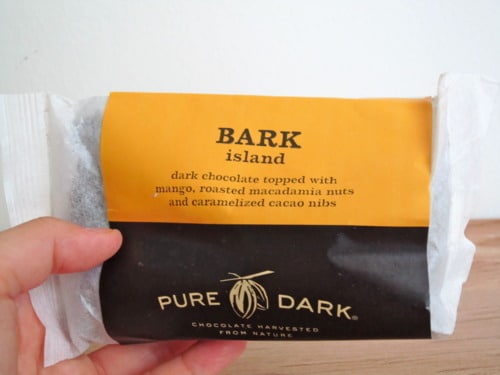 BARK
island
dark chocolate topped with
mango, roasted macadamia nuts
and caramelized cacao nibs
PURE DARK®
CHOCOLATE HARVESTED
FROM NATURE